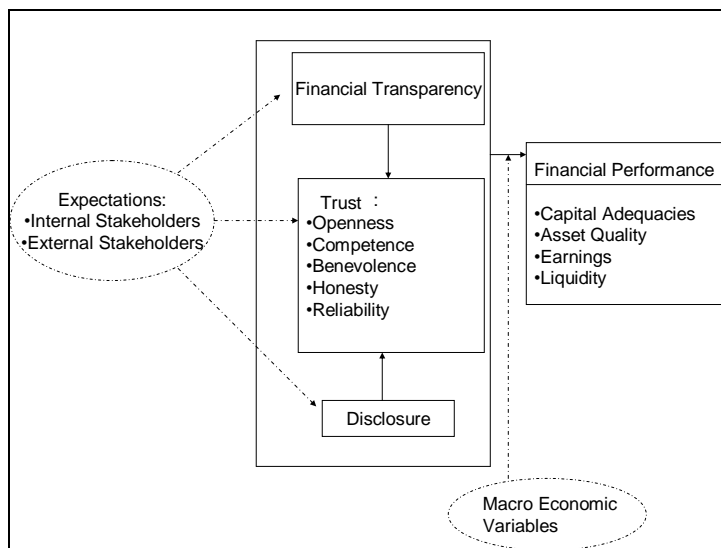 Financial Transparency
Expectations:
•Internal Stakeholders
•External Stakeholders
Trust :
•Openness
•Competence
•Benevolence
•Honesty
•Reliability
Disclosure
Financial Performance
•Capital Adequacies
•Asset Quality
•Earnings
•Liquidity
Macro Economic
Variables